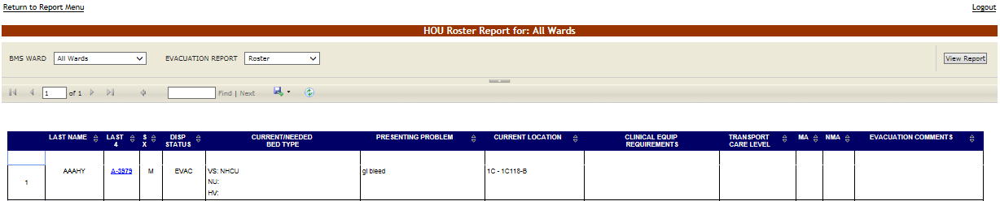 Return to Report Menu Logout
HOU Roster Report for: All Wards
BMS WARD All Wards EVACUATION REPORT Roster View Report
1 of 1 Find | Next
LAST NAME LAST 4 S X DISP STATUS CURRENT/NEEDED BED TYPE PRESENTING PROBLEM CURRENT LOCATION CLINICAL EQUIP REQUIREMENTS TRANSPORT CARE LEVEL MA NMA EVACUATION COMMENTS
1 AAAHY A-3979 M EVAC VS: NHCU gi bleed 1C - 1C118-B
NU:
HV: